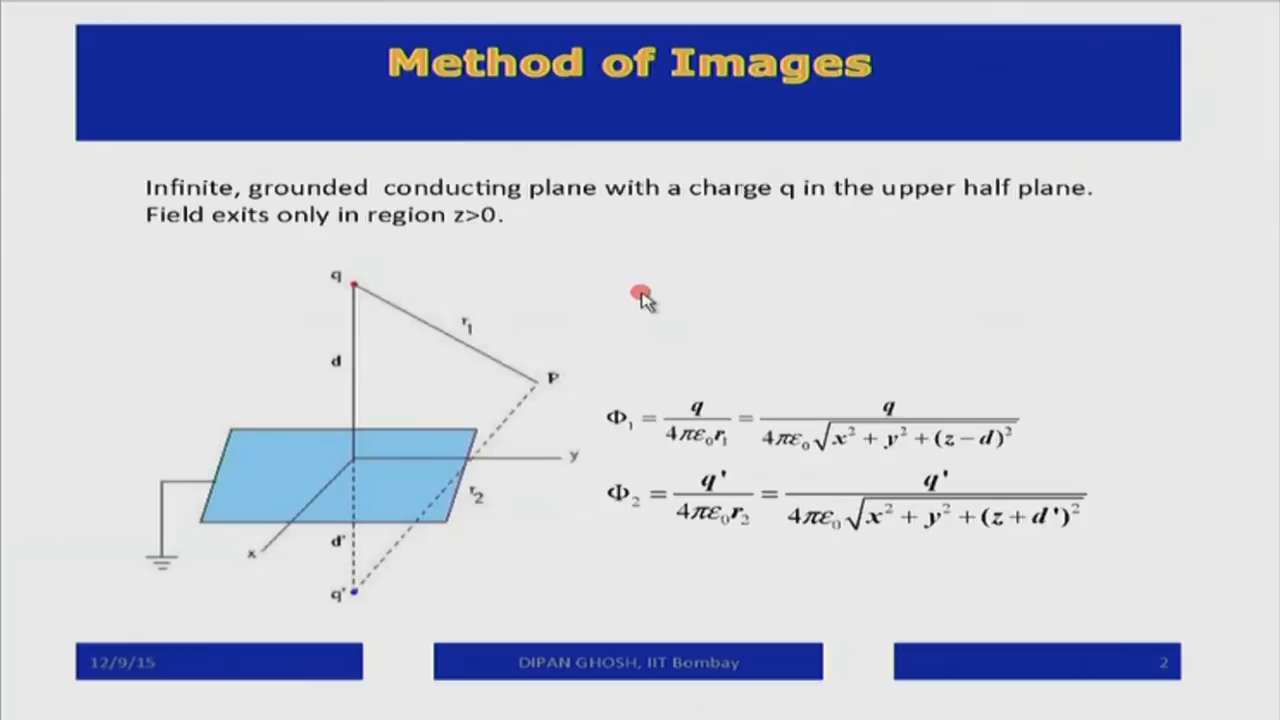 Method of Images
Infinite, grounded conducting plane with a charge q in the upper half plane.
Field exits only in region z>0.
q
r₁
d
P
Φ₁ = q / 4πε₀r₁ = q / 4πε₀√x² + y² + (z − d)²
y
r₂
Φ₂ = q' / 4πε₀r₂ = q' / 4πε₀√x² + y² + (z + d')²
d'
x
q'
12/9/15
DIPAN GHOSH, IIT Bombay
2